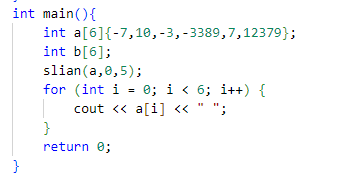 int main(){
    int a[6]{-7,10,-3,-3389,7,12379};
    int b[6];
    slian(a,0,5);
    for (int i = 0; i < 6; i++) {
        cout << a[i] << " ";
    }
    return 0;
}